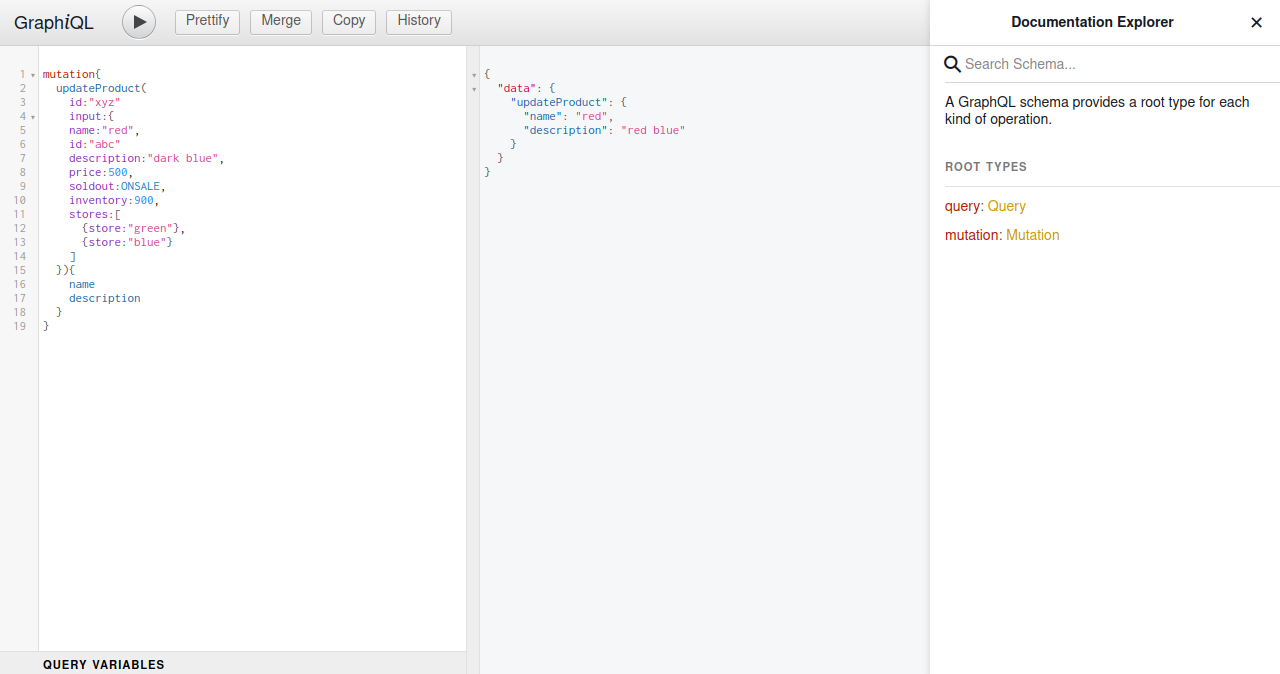 GraphiQL
Prettify
Merge
Copy
History
1 mutation{
2 updateProduct(
3 id:"xyz"
4 input:{
5 name:"red",
6 id:"abc"
7 description:"dark blue",
8 price:500,
9 soldout:ONSALE,
10 inventory:900,
11 stores:[
12 {store:"green"},
13 {store:"blue"}
14 ]
15 }){
16 name
17 description
18 }
19 }
QUERY VARIABLES
{
"data": {
"updateProduct": {
"name": "red",
"description": "red blue"
}
}
}
Documentation Explorer
Search Schema...
A GraphQL schema provides a root type for each
kind of operation.
ROOT TYPES
query: Query
mutation: Mutation